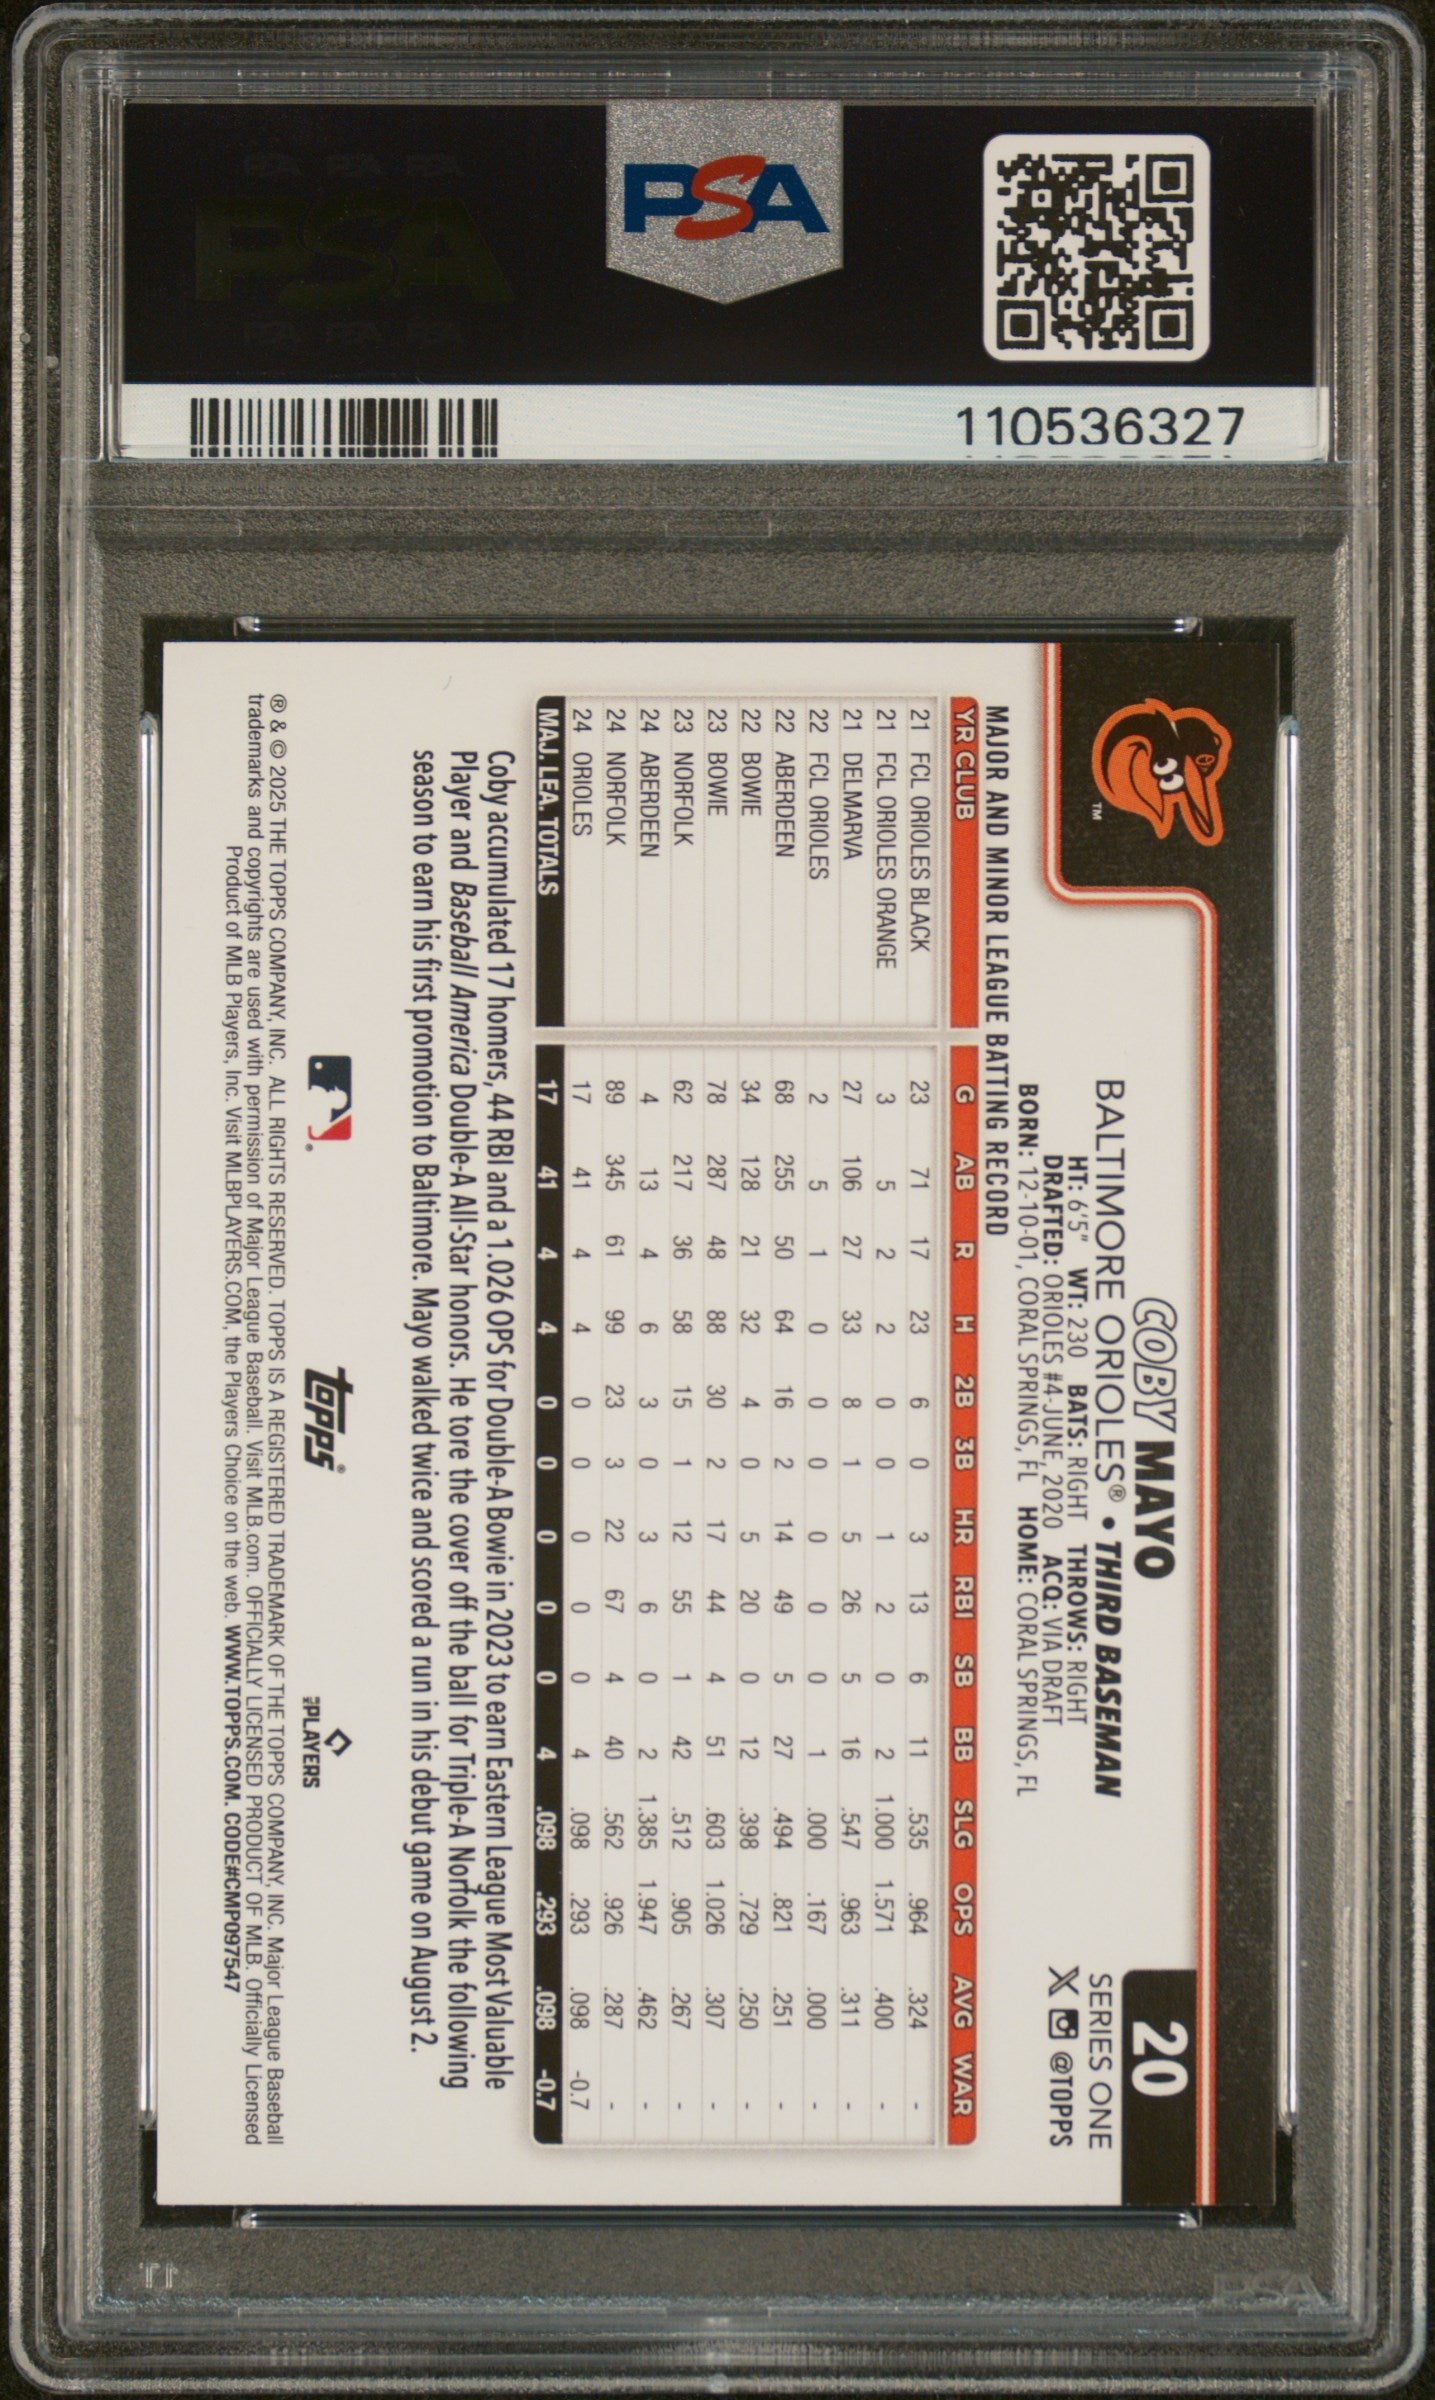 PSA
110536327
20
SERIES ONE
@TOPPS
COBY MAYO
BALTIMORE ORIOLES® • THIRD BASEMAN
HT: 6'5" WT: 230 BATS: RIGHT THROWS: RIGHT
DRAFTED: ORIOLES #4-JUNE, 2020 ACQ: VIA DRAFT
BORN: 12-10-01, CORAL SPRINGS, FL HOME: CORAL SPRINGS, FL
TM
MAJOR AND MINOR LEAGUE BATTING RECORD
YR CLUB G AB R H 2B 3B HR RBI SB BB SLG OPS AVG WAR
21 FCL ORIOLES BLACK 23 71 17 23 6 0 3 13 6 11 .535 .964 .324 -
21 FCL ORIOLES ORANGE 3 5 2 2 0 0 1 2 0 2 1.000 1.571 .400 -
21 DELMARVA 27 106 27 33 8 1 5 26 5 16 .547 .963 .311 -
22 FCL ORIOLES 2 5 1 0 0 0 0 0 0 1 .000 .167 .000 -
22 ABERDEEN 68 255 50 64 16 2 14 49 5 27 .494 .821 .251 -
22 BOWIE 34 128 21 32 4 0 5 20 0 12 .398 .729 .250 -
23 BOWIE 78 287 48 88 30 2 17 44 4 51 .603 1.026 .307 -
23 NORFOLK 62 217 36 58 15 1 12 55 1 42 .512 .905 .267 -
24 ABERDEEN 4 13 4 6 3 0 3 6 0 2 1.385 1.947 .462 -
24 NORFOLK 89 345 61 99 23 3 22 67 4 40 .562 .926 .287 -
24 ORIOLES 17 41 4 4 0 0 0 0 0 4 .098 .293 .098 -0.7
MAJ. LEA. TOTALS 17 41 4 4 0 0 0 0 0 4 .098 .293 .098 -0.7
Coby accumulated 17 homers, 44 RBI and a 1.026 OPS for Double-A Bowie in 2023 to earn Eastern League Most Valuable
Player and Baseball America Double-A All-Star honors. He tore the cover off the ball for Triple-A Norfolk the following
season to earn his first promotion to Baltimore. Mayo walked twice and scored a run in his debut game on August 2.
topps®
PLAYERS
® & © 2025 THE TOPPS COMPANY, INC. ALL RIGHTS RESERVED. TOPPS IS A REGISTERED TRADEMARK OF THE TOPPS COMPANY, INC. Major League Baseball
trademarks and copyrights are used with permission of Major League Baseball. Visit MLB.com. OFFICIALLY LICENSED PRODUCT OF MLB. Officially Licensed
Product of MLB Players, Inc. Visit MLBPLAYERS.COM, the Players Choice on the web. WWW.TOPPS.COM. CODE#CMP097547
PSA